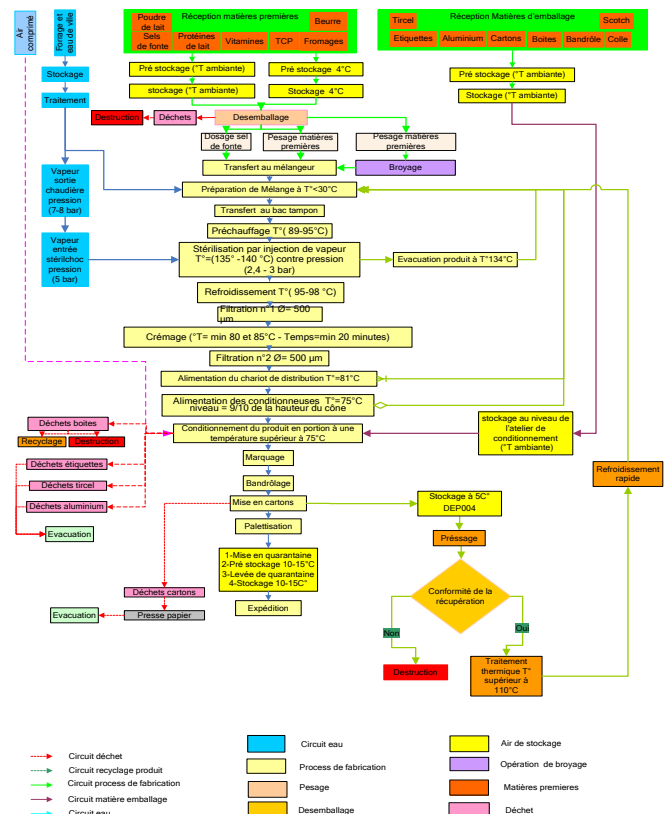 Air comprimé
Forage et eau de ville
Poudre de lait
Réception matières premières
Beurre
Sels de fonte
Protéines de lait
Vitamines
TCP
Fromages
Tircel
Réception Matières d'emballage
Scotch
Etiquettes
Aluminium
Cartons
Boites
Bandrôle
Colle
Stockage
Traitement
Pré stockage (°T ambiante)
Pré stockage 4°C
stockage (°T ambiante)
Stockage 4°C
Pré stockage (°T ambiante)
Stockage (°T ambiante)
Destruction
Déchets
Desemballage
Dosage sel de fonte
Pesage matières premières
Pesage matières premières
Transfert au mélangeur
Broyage
Vapeur
sortie
chaudière
pression
(7-8 bar)
Préparation de Mélange à T°<30°C
Transfert au bac tampon
Préchauffage T°( 89-95°C)
Vapeur
entrée
stérilchoc
pression
(5 bar)
Stérilisation par injection de vapeur
T°=(135° -140 °C) contre pression
(2,4 - 3 bar)
Evacuation produit à T°134°C
Refroidissement T°( 95-98 °C)
Filtration n°1 Ø= 500
µm
Crémage (°T= min 80 et 85°C - Temps=min 20 minutes)
Filtration n°2 Ø= 500 µm
Alimentation du chariot de distribution T°=81°C
Alimentation des conditionneuses T°=75°C
niveau = 9/10 de la hauteur du cône
Conditionnement du produit en portion à une
température supérieur à 75°C
stockage au niveau de
l'atelier de
conditionnement
(°T ambiante)
Déchets boites
Recyclage
Destruction
Déchets étiquettes
Déchets tircel
Déchets aluminium
Evacuation
Marquage
Bandrôlage
Mise en cartons
Palettisation
1-Mise en quarantaine
2-Pré stockage 10-15°C
3-Levée de quarantaine
4-Stockage 10-15C°
Expédition
Stockage à 5C°
DEP004
Préssage
Refroidissement
rapide
Conformité de la
récupération
Non
Oui
Destruction
Traitement
thermique T°
supérieur à
110°C
Déchets cartons
Evacuation
Presse papier
Circuit déchet
Circuit recyclage produit
Circuit process de fabrication
Circuit matière emballage
Circuit eau
Circuit eau
Process de fabrication
Pesage
Desemballage
Air de stockage
Opération de broyage
Matières premieres
Déchet